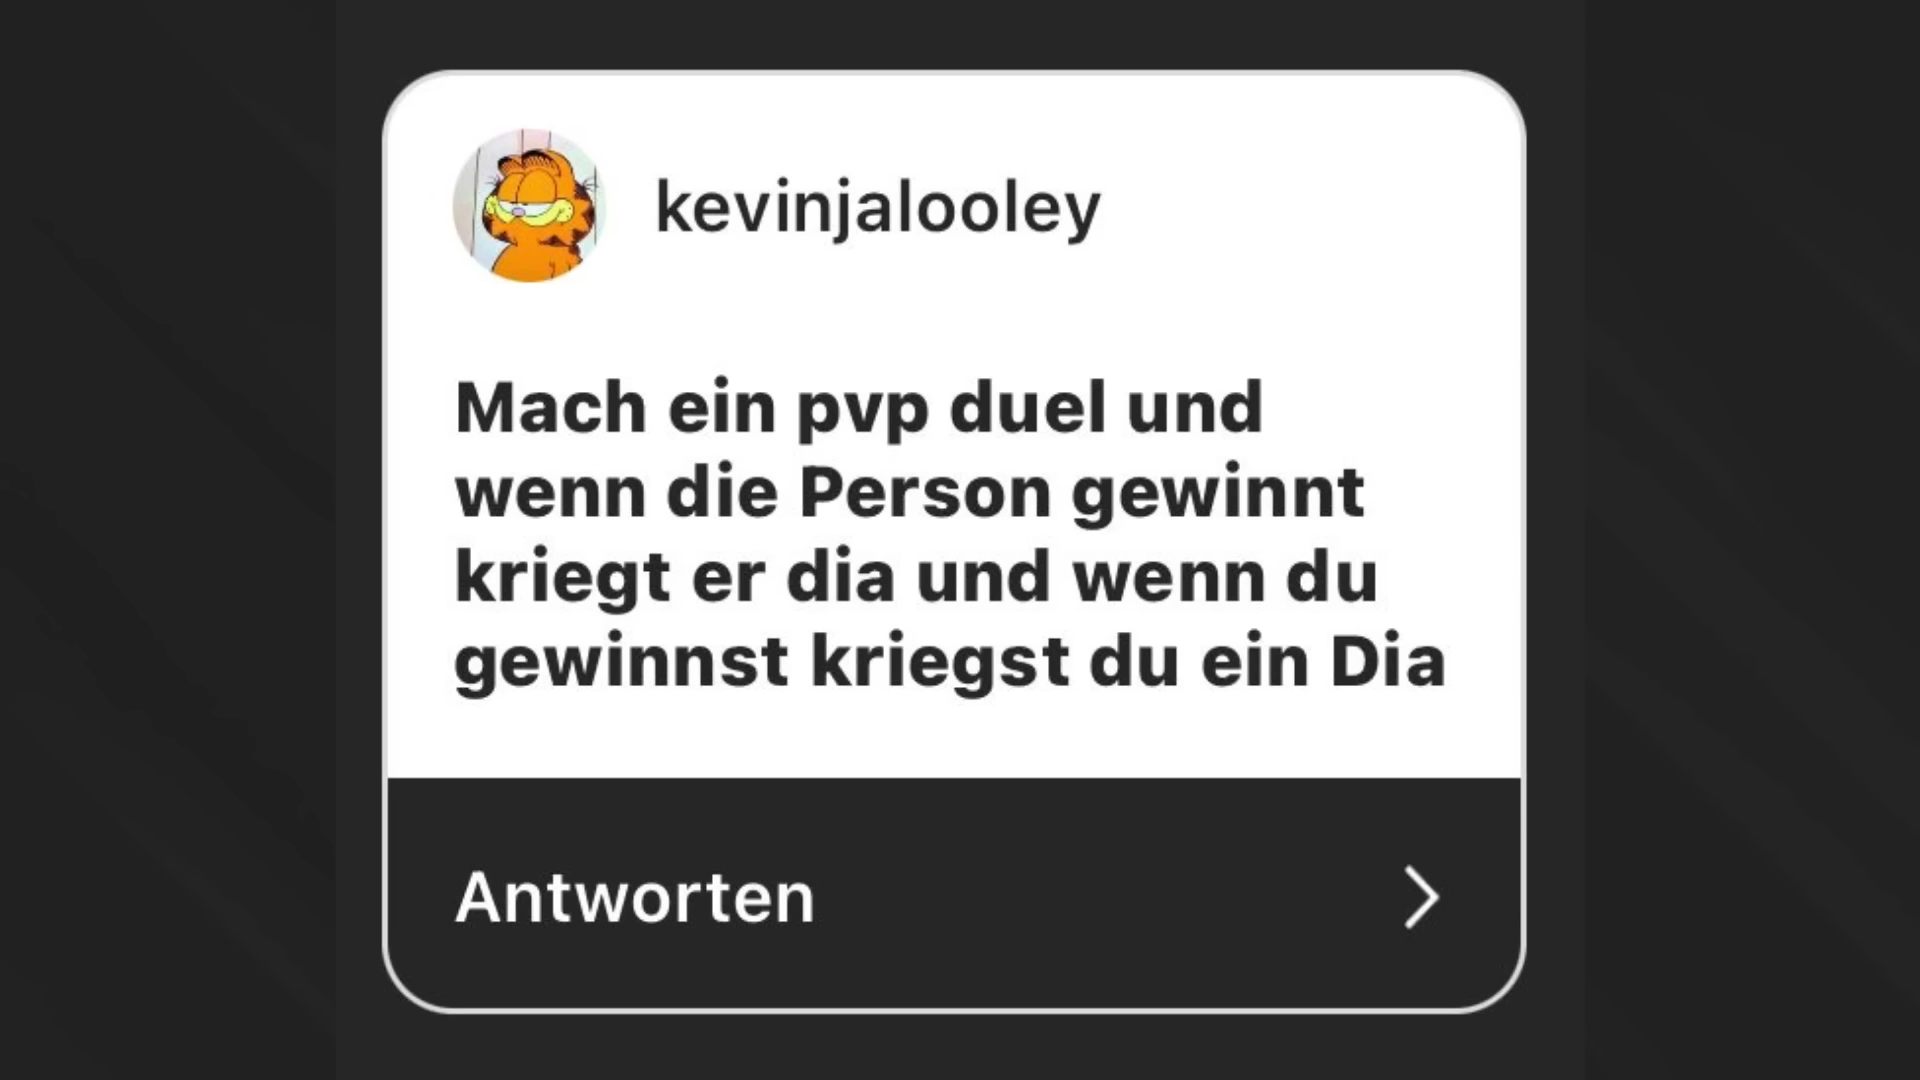 kevinjalooley
Mach ein pvp duel und
wenn die Person gewinnt
kriegt er dia und wenn du
gewinnst kriegst du ein Dia
Antworten